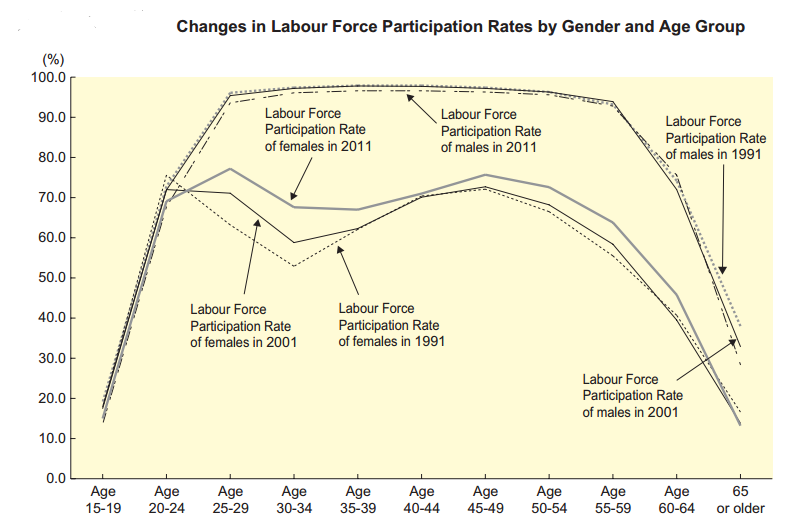 Changes in Labour Force Participation Rates by Gender and Age Group
(%)
100.0
90.0
80.0
70.0
60.0
50.0
40.0
30.0
20.0
10.0
0.0
Labour Force
Participation Rate
of females in 2011
Labour Force
Participation Rate
of males in 2011
Labour Force
Participation Rate
of males in 1991
Labour Force
Participation Rate
of females in 2001
Labour Force
Participation Rate
of females in 1991
Labour Force
Participation Rate
of males in 2001
Age
15-19
Age
20-24
Age
25-29
Age
30-34
Age
35-39
Age
40-44
Age
45-49
Age
50-54
Age
55-59
Age
60-64
65
or older